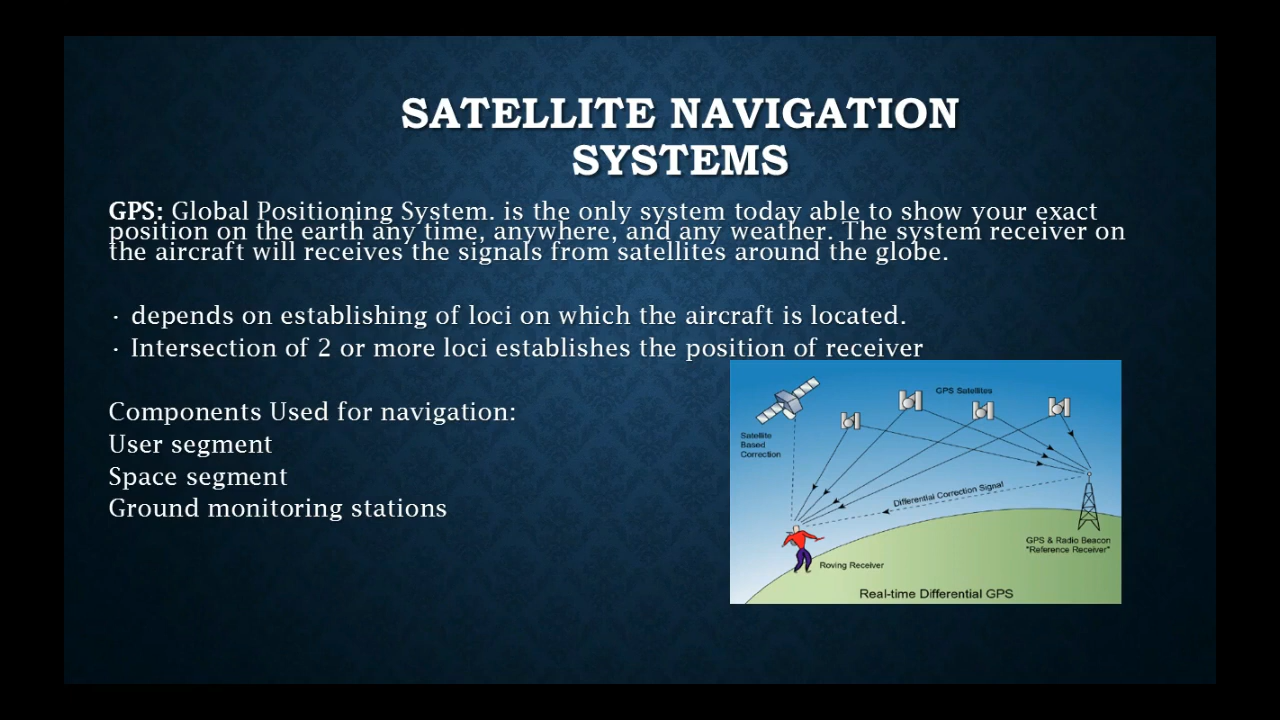 SATELLITE NAVIGATION
SYSTEMS
GPS: Global Positioning System. is the only system today able to show your exact
position on the earth any time, anywhere, and any weather. The system receiver on
the aircraft will receives the signals from satellites around the globe.
· depends on establishing of loci on which the aircraft is located.
· Intersection of 2 or more loci establishes the position of receiver
Components Used for navigation:
User segment
Space segment
Ground monitoring stations
GPS Satellites
Satellite
Based
Correction
Differential Correction Signal
GPS & Radio Beacon
"Reference Receiver"
Roving Receiver
Real-time Differential GPS